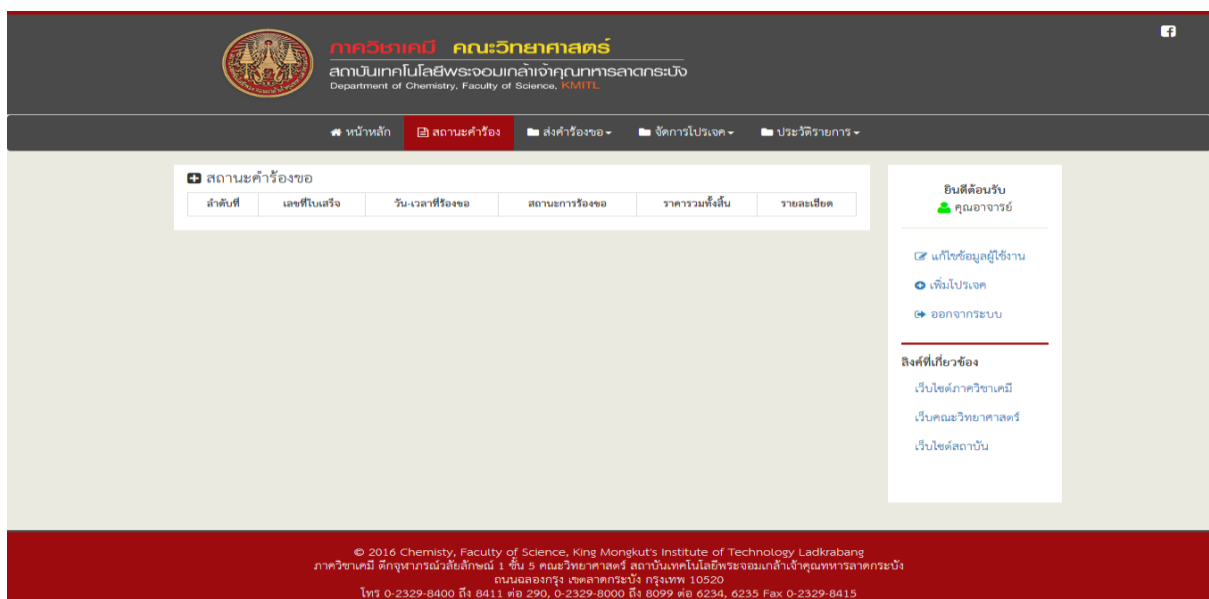 ภาควิชาเคมี คณะวิทยาศาสตร์
สถาบันเทคโนโลยีพระจอมเกล้าเจ้าคุณทหารลาดกระบัง
Department of Chemistry, Faculty of Science, KMITL
หน้าหลัก สถานะคำร้อง ส่งคำร้องขอ จัดการโปรเจค ประวัติรายการ
สถานะคำร้องขอ
ลำดับที่ เลขที่ใบเสร็จ วัน-เวลาที่ร้องขอ สถานะการร้องขอ ราคารวมทั้งสิ้น รายละเอียด
ยินดีต้อนรับ
คุณอาจารย์
แก้ไขข้อมูลผู้ใช้งาน
เพิ่มโปรเจค
ออกจากระบบ
ลิงค์ที่เกี่ยวข้อง
เว็บไซต์ภาควิชาเคมี
เว็บคณะวิทยาศาสตร์
เว็บไซต์สถาบัน
© 2016 Chemisty, Faculty of Science, King Mongkut's Institute of Technology Ladkrabang
ภาควิชาเคมี ตึกจุฬาภรณ์วลัยลักษณ์ 1 ชั้น 5 คณะวิทยาศาสตร์ สถาบันเทคโนโลยีพระจอมเกล้าเจ้าคุณทหารลาดกระบัง
ถนนฉลองกรุง เขตลาดกระบัง กรุงเทพ 10520
โทร 0-2329-8400 ถึง 8411 ต่อ 290, 0-2329-8000 ถึง 8099 ต่อ 6234, 6235 Fax 0-2329-8415